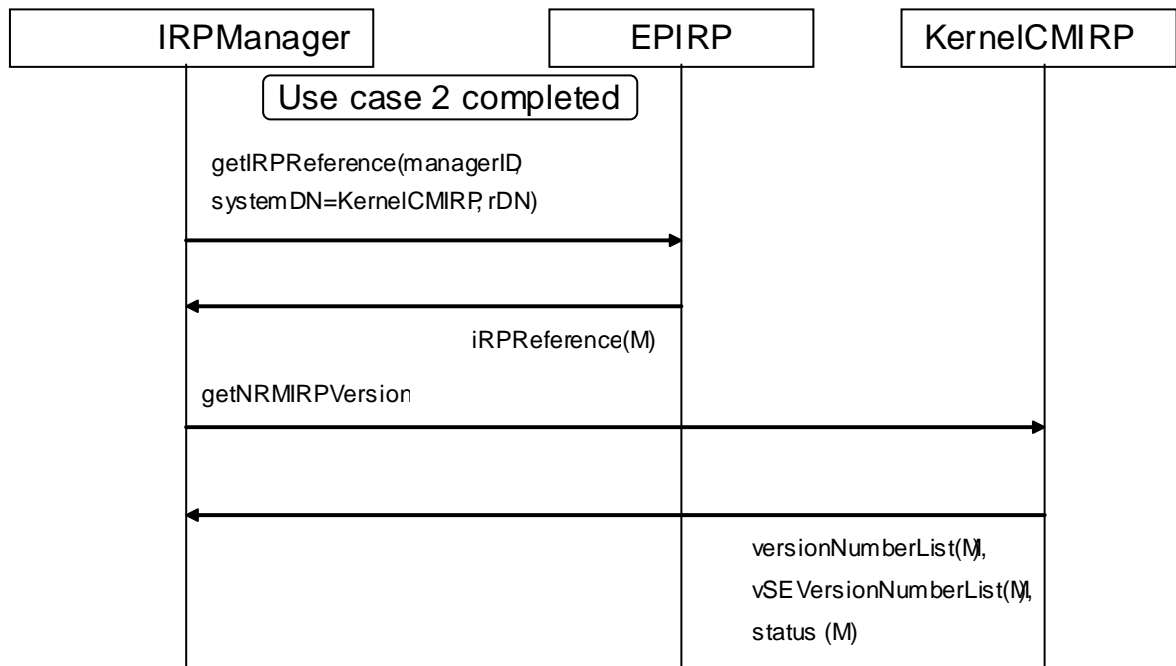 IRPManager
EPIRP
KernelCMIRP
Use case 2 completed
getIRPReference(managerID,
systemDN=KernelCMIRP, rDN)
iRPReference(M)
getNRMIRPVersion
versionNumberList(M),
vSEVersionNumberList(M),
status (M)